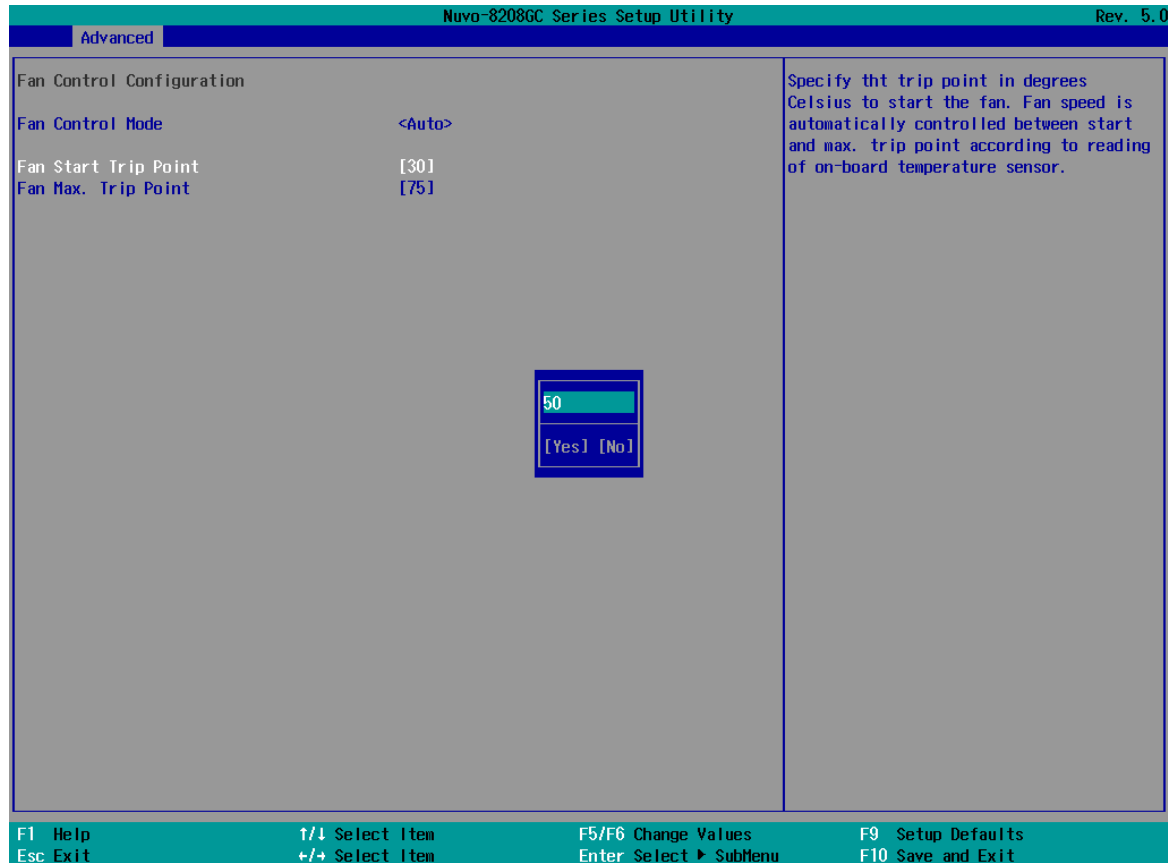 Nuvo-8208GC Series Setup Utility Rev. 5.0
Advanced
Fan Control Configuration
Fan Control Mode <Auto>
Fan Start Trip Point [30]
Fan Max. Trip Point [75]
Specify tht trip point in degrees
Celsius to start the fan. Fan speed is
automatically controlled between start
and max. trip point according to reading
of on-board temperature sensor.
50
[Yes] [No]
F1 Help ↑/↓ Select Item F5/F6 Change Values F9 Setup Defaults
Esc Exit ←/→ Select Item Enter Select ▶ SubMenu F10 Save and Exit